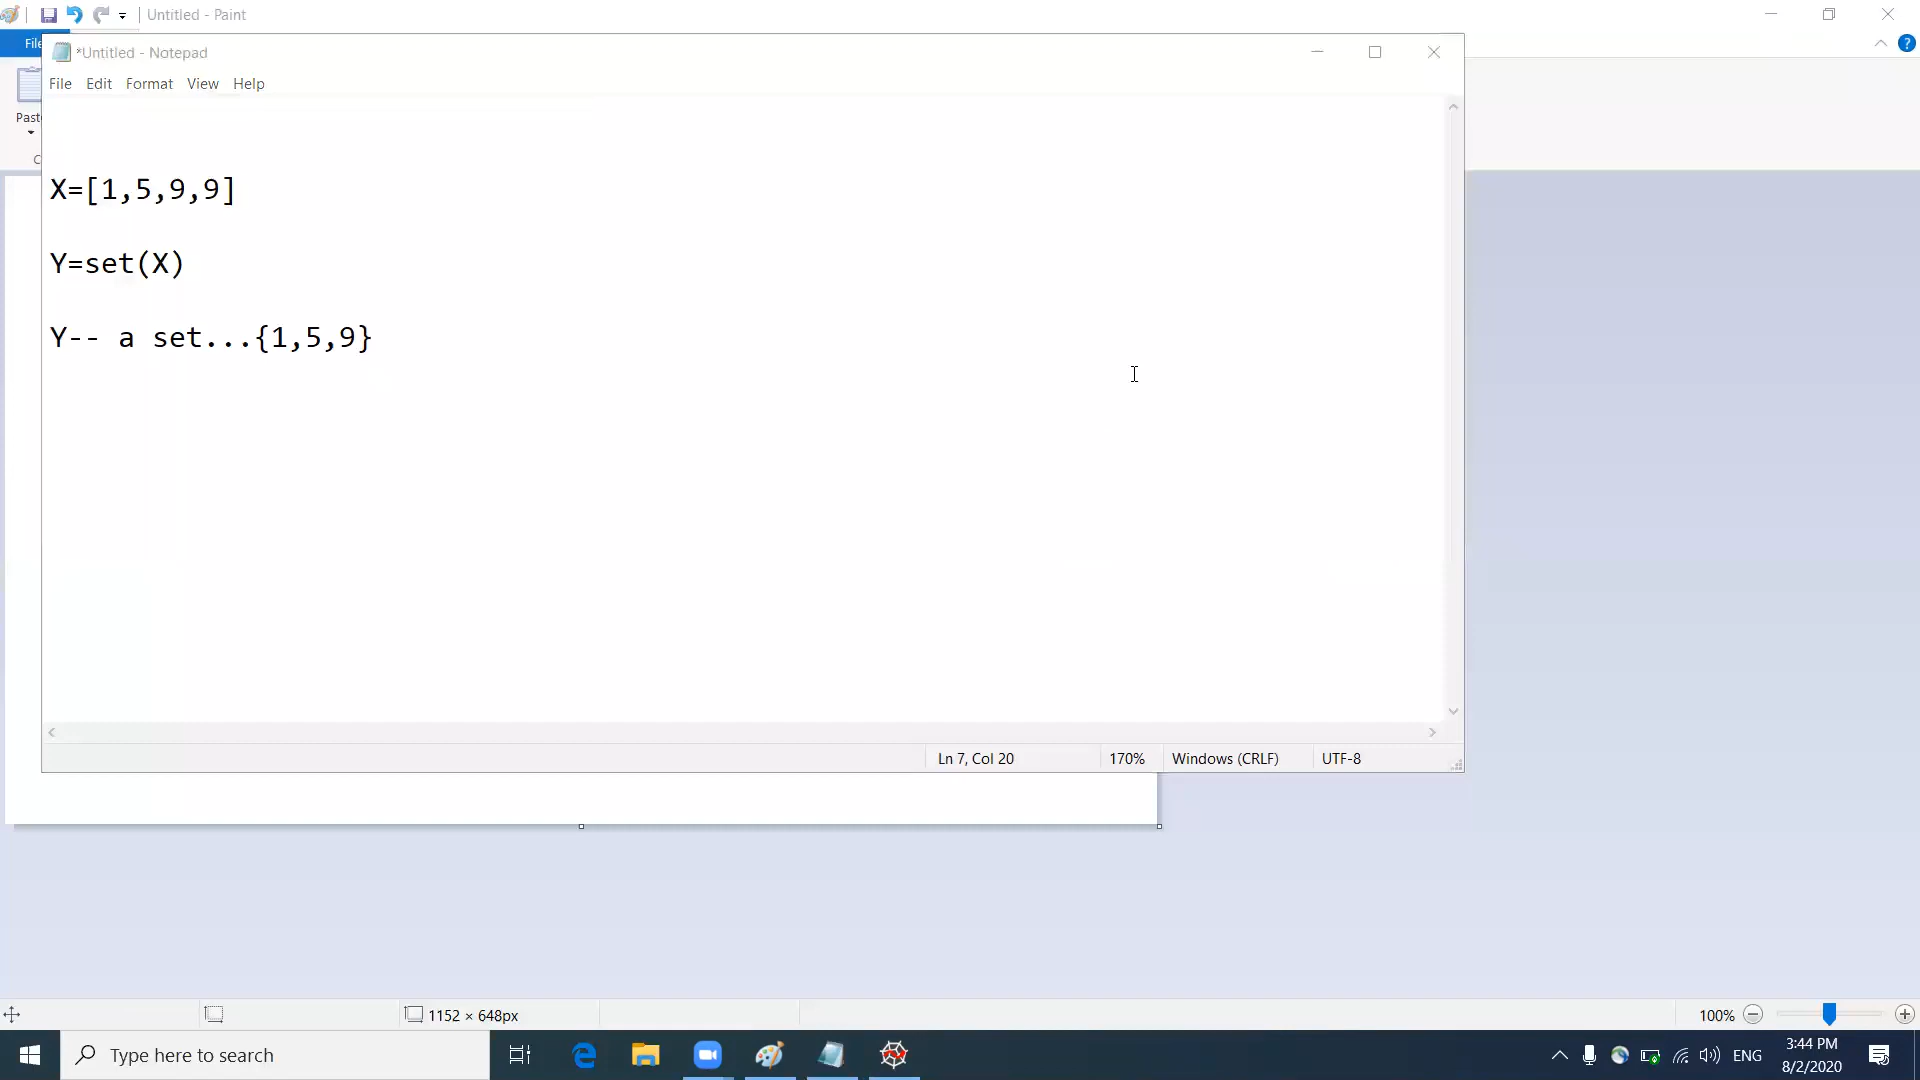 Untitled - Paint
File
*Untitled - Notepad
File Edit Format View Help
X=[1,5,9,9]
Y=set(X)
Y-- a set...{1,5,9}
Ln 7, Col 20 170% Windows (CRLF) UTF-8
1152 × 648px 100%
Type here to search
ENG
3:44 PM
8/2/2020